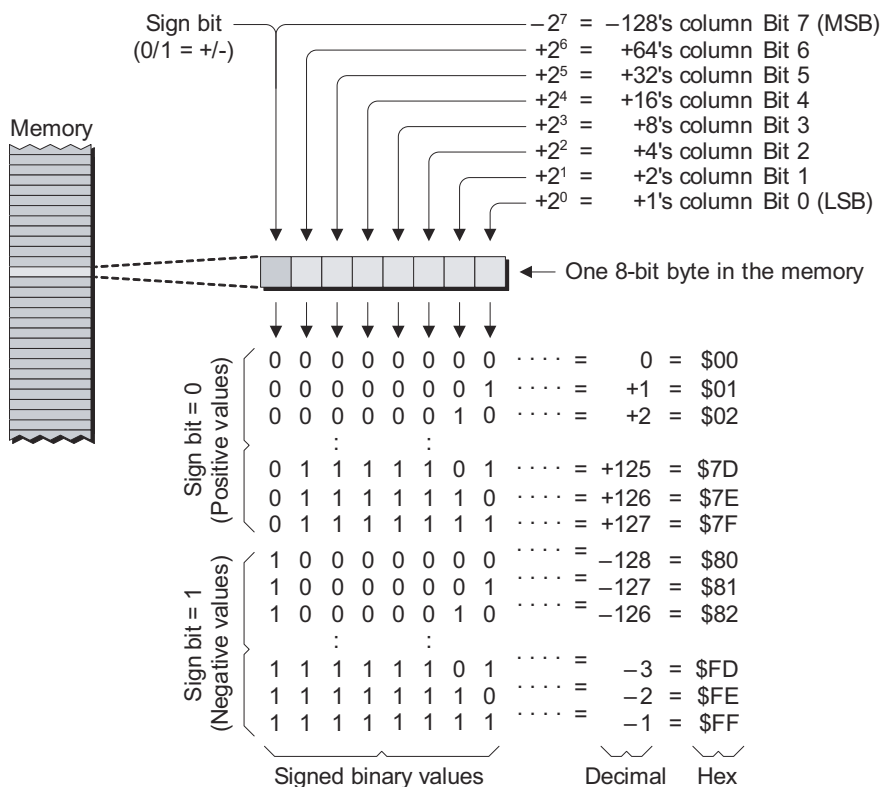 Sign bit
(0/1 = +/-)
–2⁷ = –128's column Bit 7 (MSB)
+2⁶ = +64's column Bit 6
+2⁵ = +32's column Bit 5
+2⁴ = +16's column Bit 4
+2³ = +8's column Bit 3
+2² = +4's column Bit 2
+2¹ = +2's column Bit 1
+2⁰ = +1's column Bit 0 (LSB)
Memory
One 8-bit byte in the memory
Sign bit = 0
(Positive values)
0 0 0 0 0 0 0 0 · · · · = 0 = $00
0 0 0 0 0 0 0 1 · · · · = +1 = $01
0 0 0 0 0 0 1 0 · · · · = +2 = $02
: :
0 1 1 1 1 1 0 1 · · · · = +125 = $7D
0 1 1 1 1 1 1 0 · · · · = +126 = $7E
0 1 1 1 1 1 1 1 · · · · = +127 = $7F
Sign bit = 1
(Negative values)
1 0 0 0 0 0 0 0 · · · · = –128 = $80
1 0 0 0 0 0 0 1 · · · · = –127 = $81
1 0 0 0 0 0 1 0 · · · · = –126 = $82
: :
1 1 1 1 1 1 0 1 · · · · = –3 = $FD
1 1 1 1 1 1 1 0 · · · · = –2 = $FE
1 1 1 1 1 1 1 1 · · · · = –1 = $FF
Signed binary values Decimal Hex